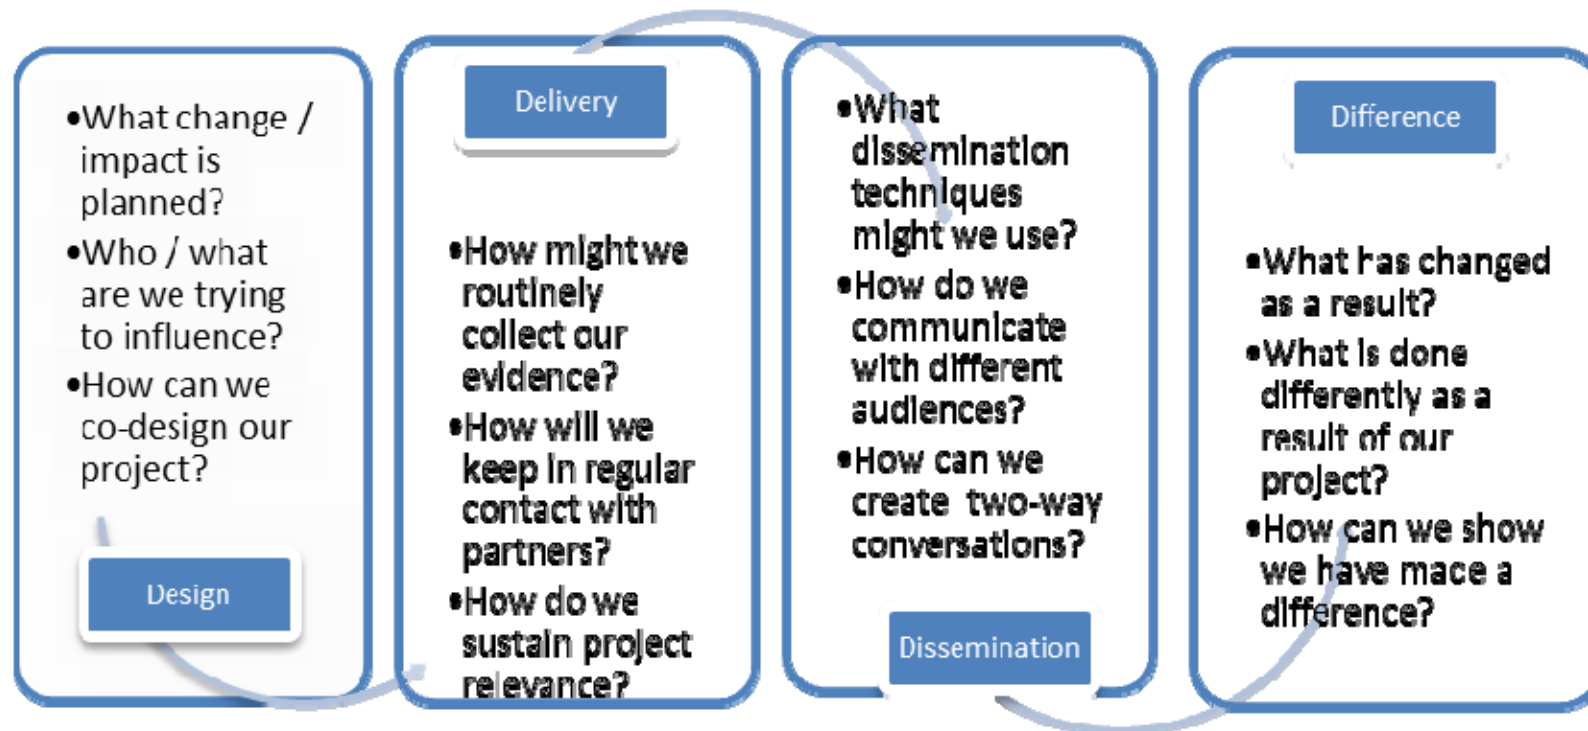 •What change /
impact is
planned?
•Who / what
are we trying
to influence?
•How can we
co-design our
project?
Design
Delivery
•How might we
routinely
collect our
evidence?
•How will we
keep in regular
contact with
partners?
•How do we
sustain project
relevance?
•What
dissemination
techniques
might we use?
•How do we
communicate
with different
audiences?
•How can we
create two-way
conversations?
Dissemination
Difference
•What has changed
as a result?
•What is done
differently as a
result of our
project?
•How can we show
we have mace a
difference?